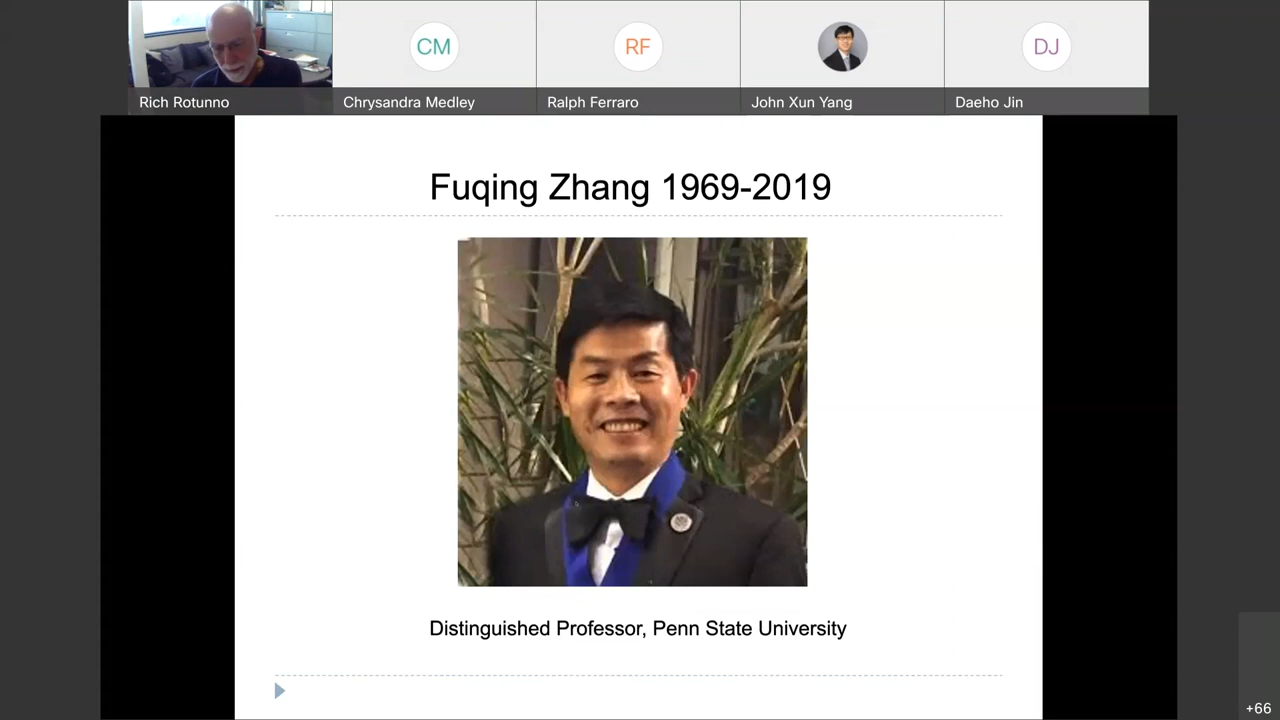 CM
RF
DJ
Rich Rotunno
Chrysandra Medley
Ralph Ferraro
John Xun Yang
Daeho Jin
Fuqing Zhang 1969-2019
Distinguished Professor, Penn State University
+66